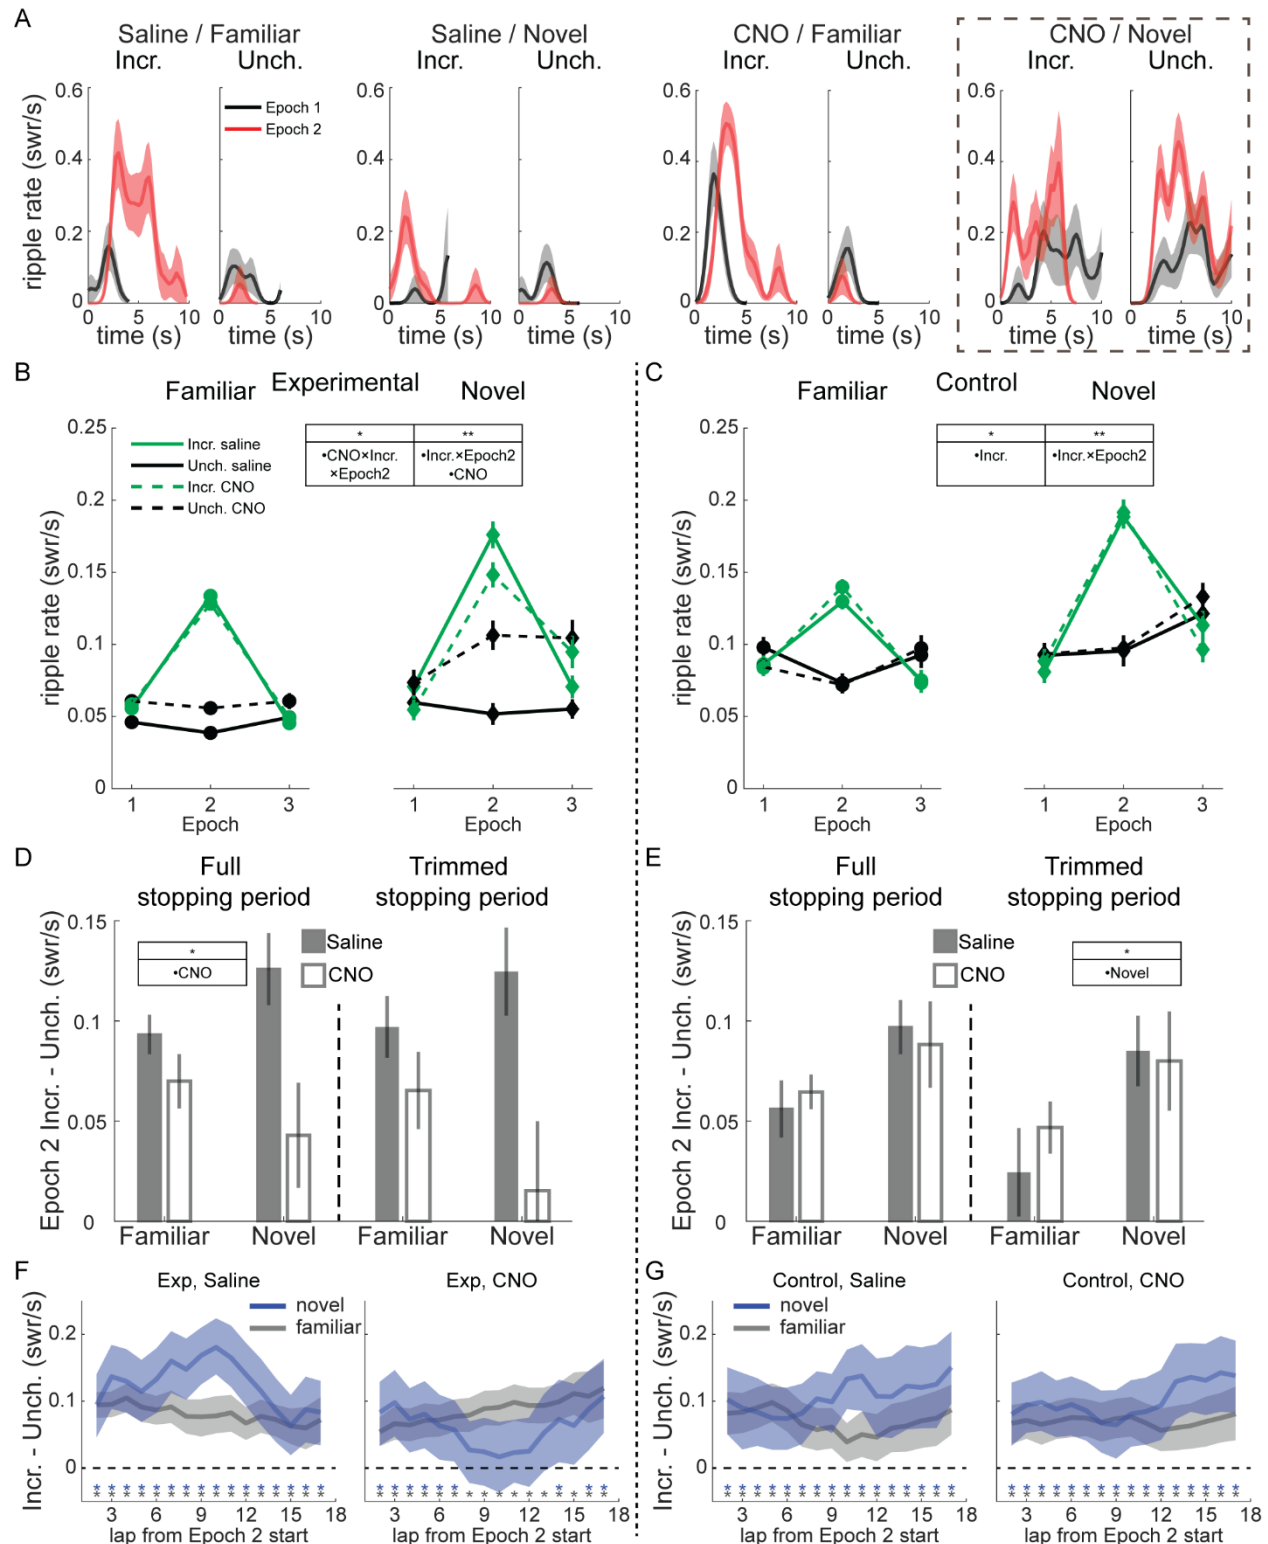 A
Saline / Familiar
Saline / Novel
CNO / Familiar
CNO / Novel
Incr.
Unch.
Incr.
Unch.
Incr.
Unch.
Incr.
Unch.
ripple rate (swr/s)
0.6
0.4
0.2
0
Epoch 1
Epoch 2
0.6
0.4
0.2
0
0.6
0.4
0.2
0
0.6
0.4
0.2
0
0 5 10
0 5 10
0 5 10
0 5 10
0 5 10
0 5 10
0 5 10
0 5 10
time (s)
time (s)
time (s)
time (s)
time (s)
time (s)
time (s)
time (s)
B
Experimental
Familiar
Novel
ripple rate (swr/s)
0.25
0.2
0.15
0.1
0.05
0
Incr. saline
Unch. saline
Incr. CNO
Unch. CNO
* **
•CNO×Incr. •Incr.×Epoch2
×Epoch2 •CNO
1 2 3
1 2 3
Epoch
Epoch
C
Control
Familiar
Novel
ripple rate (swr/s)
0.25
0.2
0.15
0.1
0.05
0
* **
•Incr. •Incr.×Epoch2
1 2 3
1 2 3
Epoch
Epoch
D
Full
stopping period
Trimmed
stopping period
Epoch 2 Incr. - Unch. (swr/s)
0.15
0.1
0.05
0
*
•CNO
Saline
CNO
Familiar Novel
Familiar Novel
E
Full
stopping period
Trimmed
stopping period
Epoch 2 Incr. - Unch. (swr/s)
0.15
0.1
0.05
0
Saline
CNO
*
•Novel
Familiar Novel
Familiar Novel
F
Exp, Saline
Exp, CNO
novel
familiar
Incr. - Unch. (swr/s)
0.2
0.1
0
* * * * * * * * * * * * * * * *
* * * * * * * * * * * * * * * *
* * * * * * * * *
* * * * * * * * * * * * * * * *
3 6 9 12 15 18
3 6 9 12 15 18
lap from Epoch 2 start
lap from Epoch 2 start
G
Control, Saline
Control, CNO
novel
familiar
Incr. - Unch. (swr/s)
0.2
0.1
0
* * * * * * * * * * * * * * * *
* * * * * * * * * * * * * * * *
* * * * * * * * * * * * * * * *
* * * * * * * * * * * * * * * *
3 6 9 12 15 18
3 6 9 12 15 18
lap from Epoch 2 start
lap from Epoch 2 start